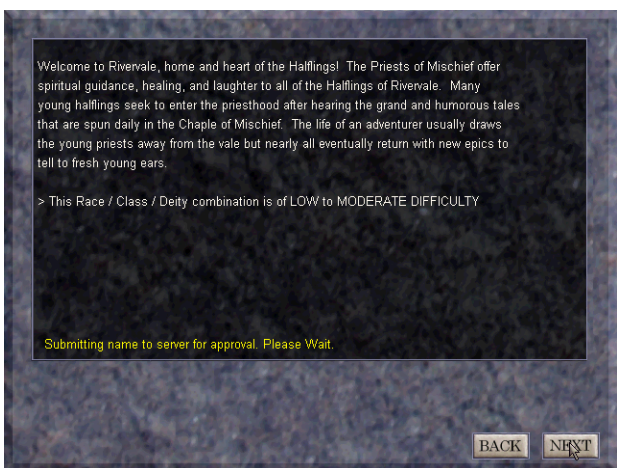 Welcome to Rivervale, home and heart of the Halflings! The Priests of Mischief offer
spiritual guidance, healing, and laughter to all of the Halflings of Rivervale. Many
young halflings seek to enter the priesthood after hearing the grand and humorous tales
that are spun daily in the Chaple of Mischief. The life of an adventurer usually draws
the young priests away from the vale but nearly all eventually return with new epics to
tell to fresh young ears.
> This Race / Class / Deity combination is of LOW to MODERATE DIFFICULTY
Submitting name to server for approval. Please Wait.
BACK NEXT